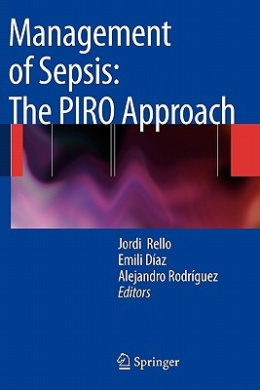 Management
of Sepsis:
The PIRO Approach
Jordi Rello
Emili Díaz
Alejandro Rodríguez
Editors
Springer